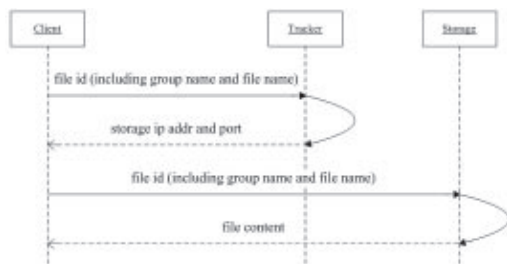 Client
Tracker
Storage
file id (including group name and file name)
storage ip addr and port
file id (including group name and file name)
file content